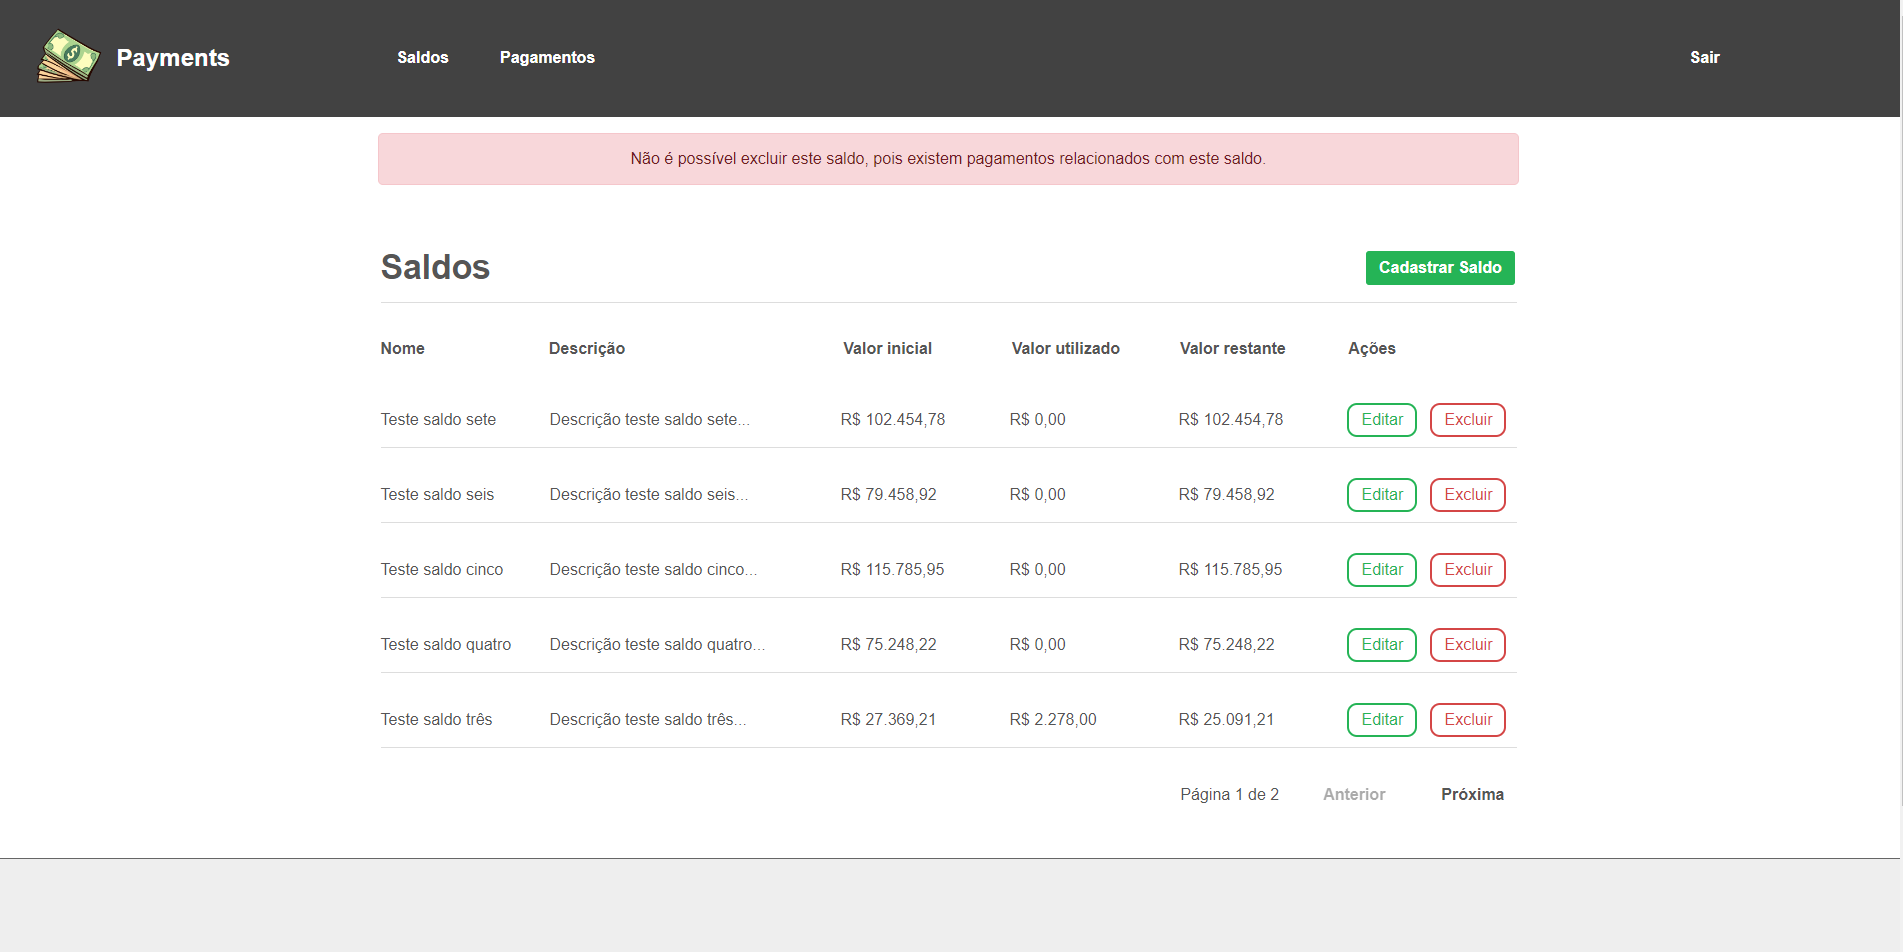 Payments Saldos Pagamentos Sair
Não é possível excluir este saldo, pois existem pagamentos relacionados com este saldo.
Saldos Cadastrar Saldo
Nome Descrição Valor inicial Valor utilizado Valor restante Ações
Teste saldo sete Descrição teste saldo sete... R$ 102.454,78 R$ 0,00 R$ 102.454,78 Editar Excluir
Teste saldo seis Descrição teste saldo seis... R$ 79.458,92 R$ 0,00 R$ 79.458,92 Editar Excluir
Teste saldo cinco Descrição teste saldo cinco... R$ 115.785,95 R$ 0,00 R$ 115.785,95 Editar Excluir
Teste saldo quatro Descrição teste saldo quatro... R$ 75.248,22 R$ 0,00 R$ 75.248,22 Editar Excluir
Teste saldo três Descrição teste saldo três... R$ 27.369,21 R$ 2.278,00 R$ 25.091,21 Editar Excluir
Página 1 de 2 Anterior Próxima